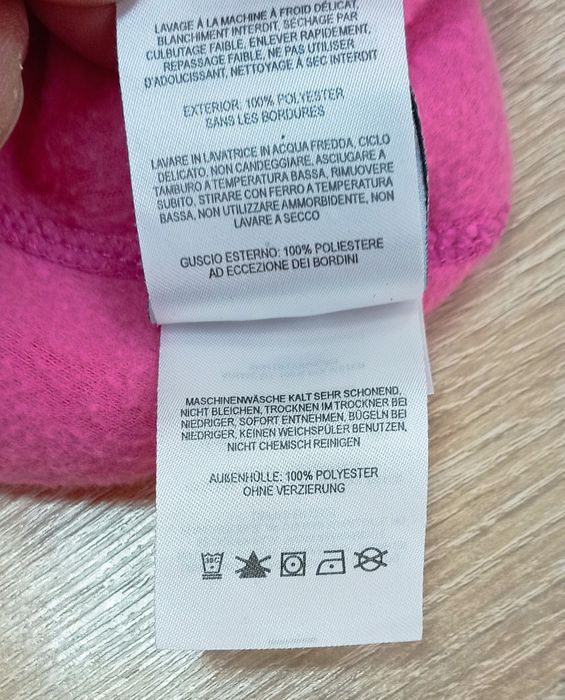 LAVAGE À LA MACHINE À FROID DÉLICAT,
BLANCHIMENT INTERDIT, SÉCHAGE PAR
CULBUTAGE FAIBLE, ENLEVER RAPIDEMENT,
REPASSAGE FAIBLE, NE PAS UTILISER
D'ADOUCISSANT, NETTOYAGE À SEC INTERDIT
EXTERIOR: 100% POLYESTER
SANS LES BORDURES
LAVARE IN LAVATRICE IN ACQUA FREDDA, CICLO
DELICATO, NON CANDEGGIARE, ASCIUGARE A
TAMBURO A TEMPERATURA BASSA, RIMUOVERE
SUBITO, STIRARE CON FERRO A TEMPERATURA
BASSA, NON UTILIZZARE AMMORBIDENTE, NON
LAVARE A SECCO
GUSCIO ESTERNO: 100% POLIESTERE
AD ECCEZIONE DEI BORDINI
MASCHINENWÄSCHE KALT SEHR SCHONEND,
NICHT BLEICHEN, TROCKNEN IM TROCKNER BEI
NIEDRIGER, SOFORT ENTNEHMEN, BÜGELN BEI
NIEDRIGER, KEINEN WEICHSPÜLER BENUTZEN,
NICHT CHEMISCH REINIGEN
AUßENHÜLLE: 100% POLYESTER
OHNE VERZIERUNG
30C